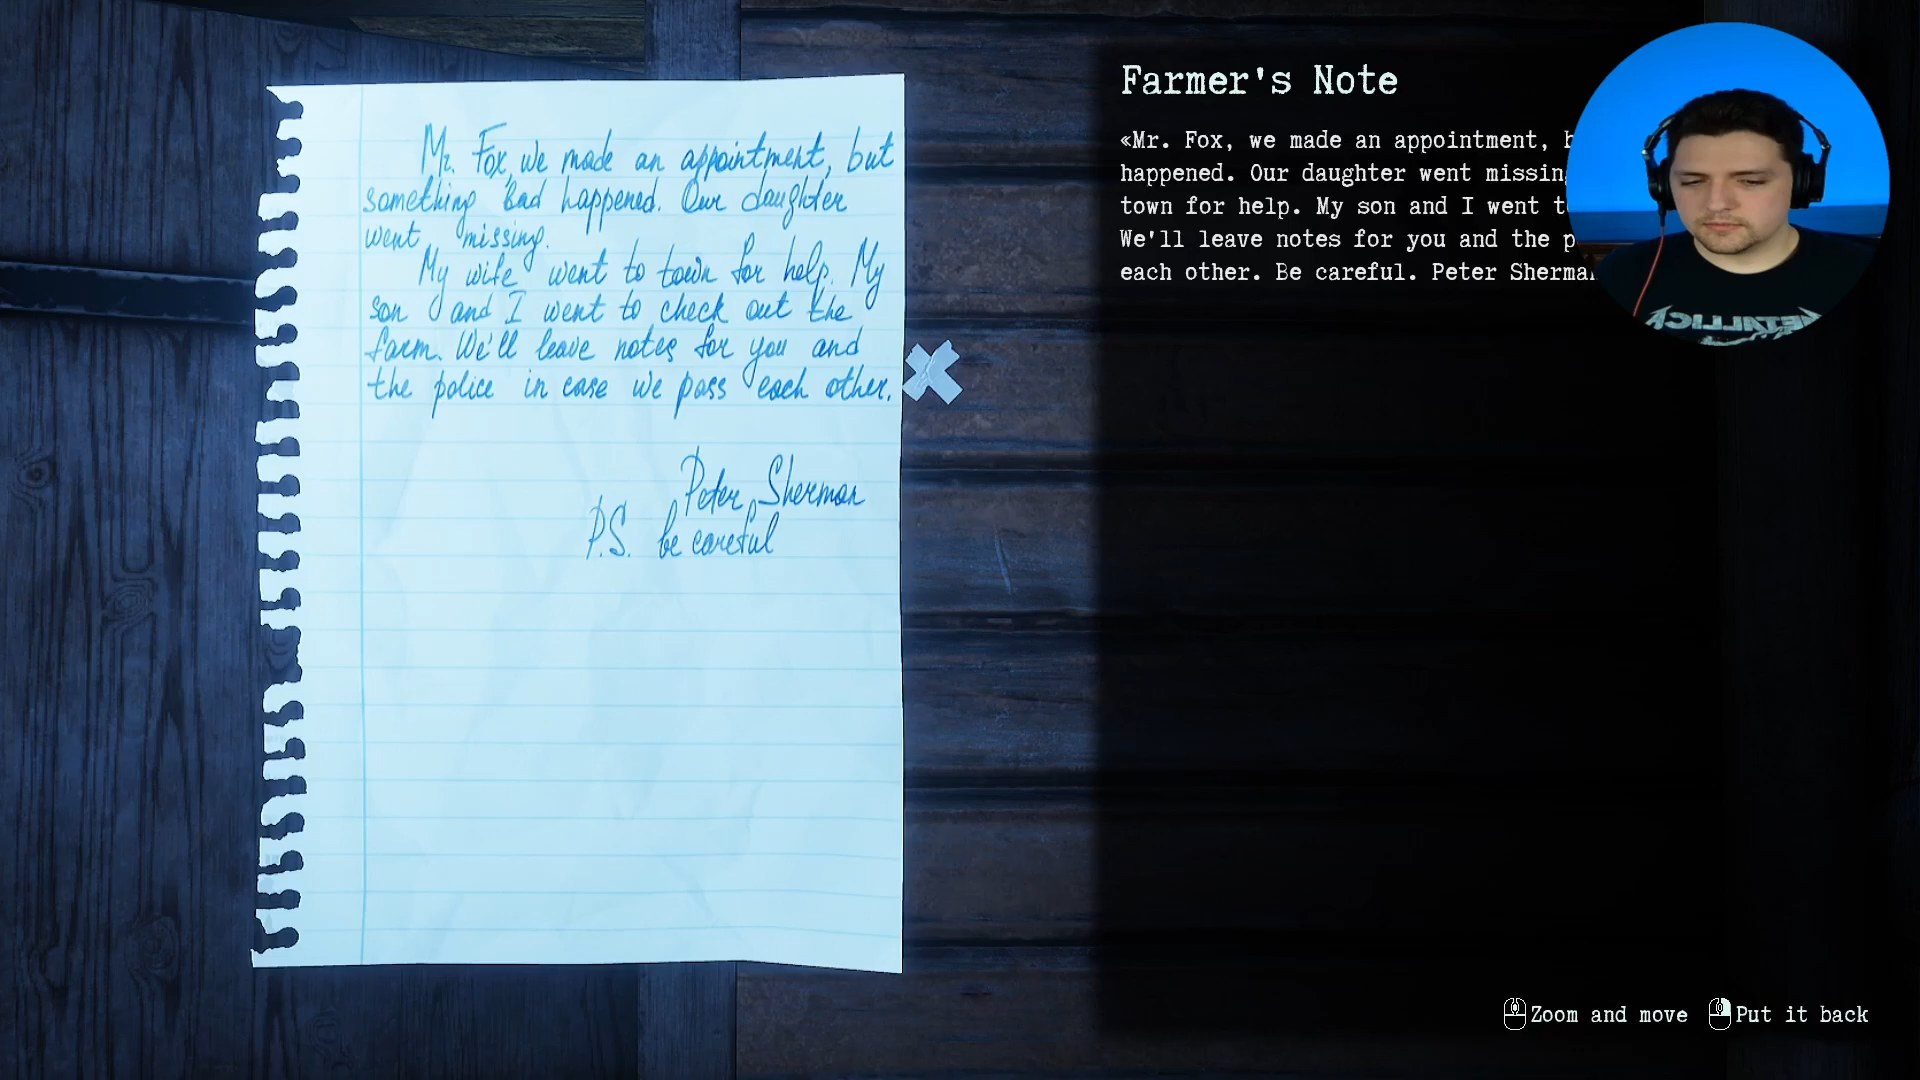 Mr. Fox, we made an appointment, but
something bad happened. Our daughter
went missing.
My wife went to town for help. My
son and I went to check out the
farm. We'll leave notes for you and
the police in case we pass each other.
Peter Sherman
P.S. be careful
Farmer's Note
«Mr. Fox, we made an appointment,
happened. Our daughter went missing
town for help. My son and I went
We'll leave notes for you and the
each other. Be careful. Peter Sherman
METALLICA
Zoom and move
Put it back